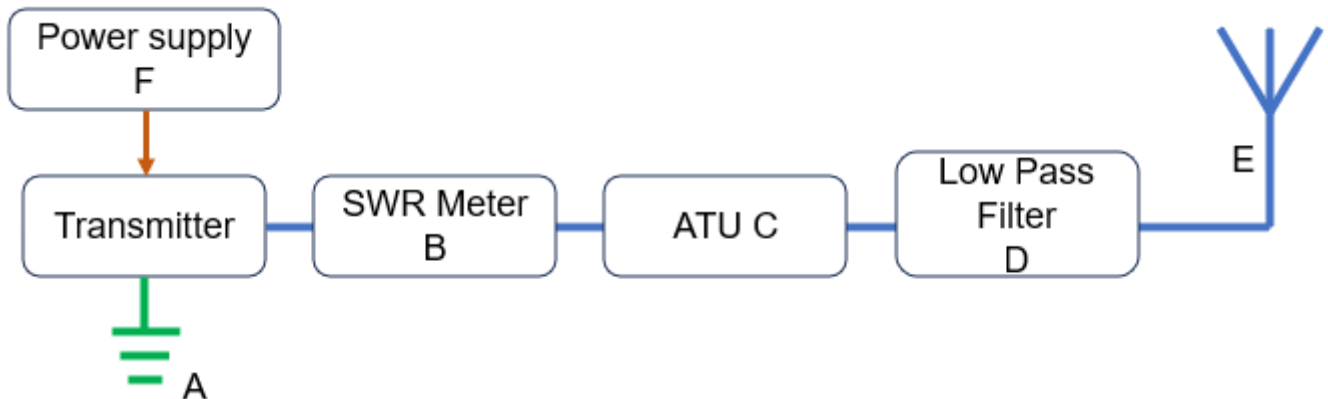 Power supply
F
Transmitter
SWR Meter
B
ATU C
Low Pass
Filter
D
E
A